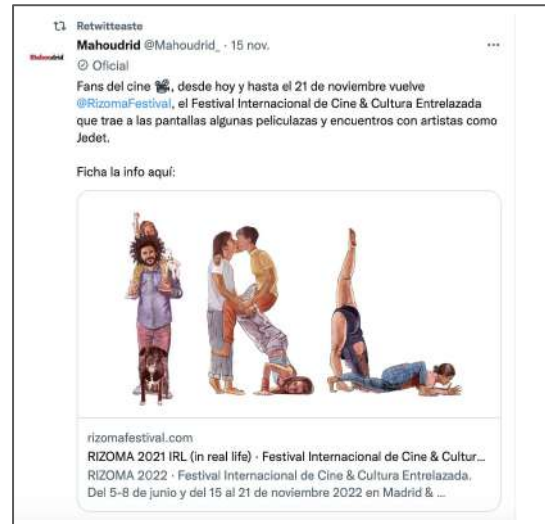 Retwitteaste
Mahoudrid @Mahoudrid_ · 15 nov.
Mahoudrid
Oficial
Fans del cine 🎥, desde hoy y hasta el 21 de noviembre vuelve
@RizomaFestival, el Festival Internacional de Cine & Cultura Entrelazada
que trae a las pantallas algunas peliculazas y encuentros con artistas como
Jedet.
Ficha la info aquí:
IRL
rizomafestival.com
RIZOMA 2021 IRL (in real life) · Festival Internacional de Cine & Cultur...
RIZOMA 2022 · Festival Internacional de Cine & Cultura Entrelazada.
Del 5-8 de junio y del 15 al 21 de noviembre 2022 en Madrid & ...